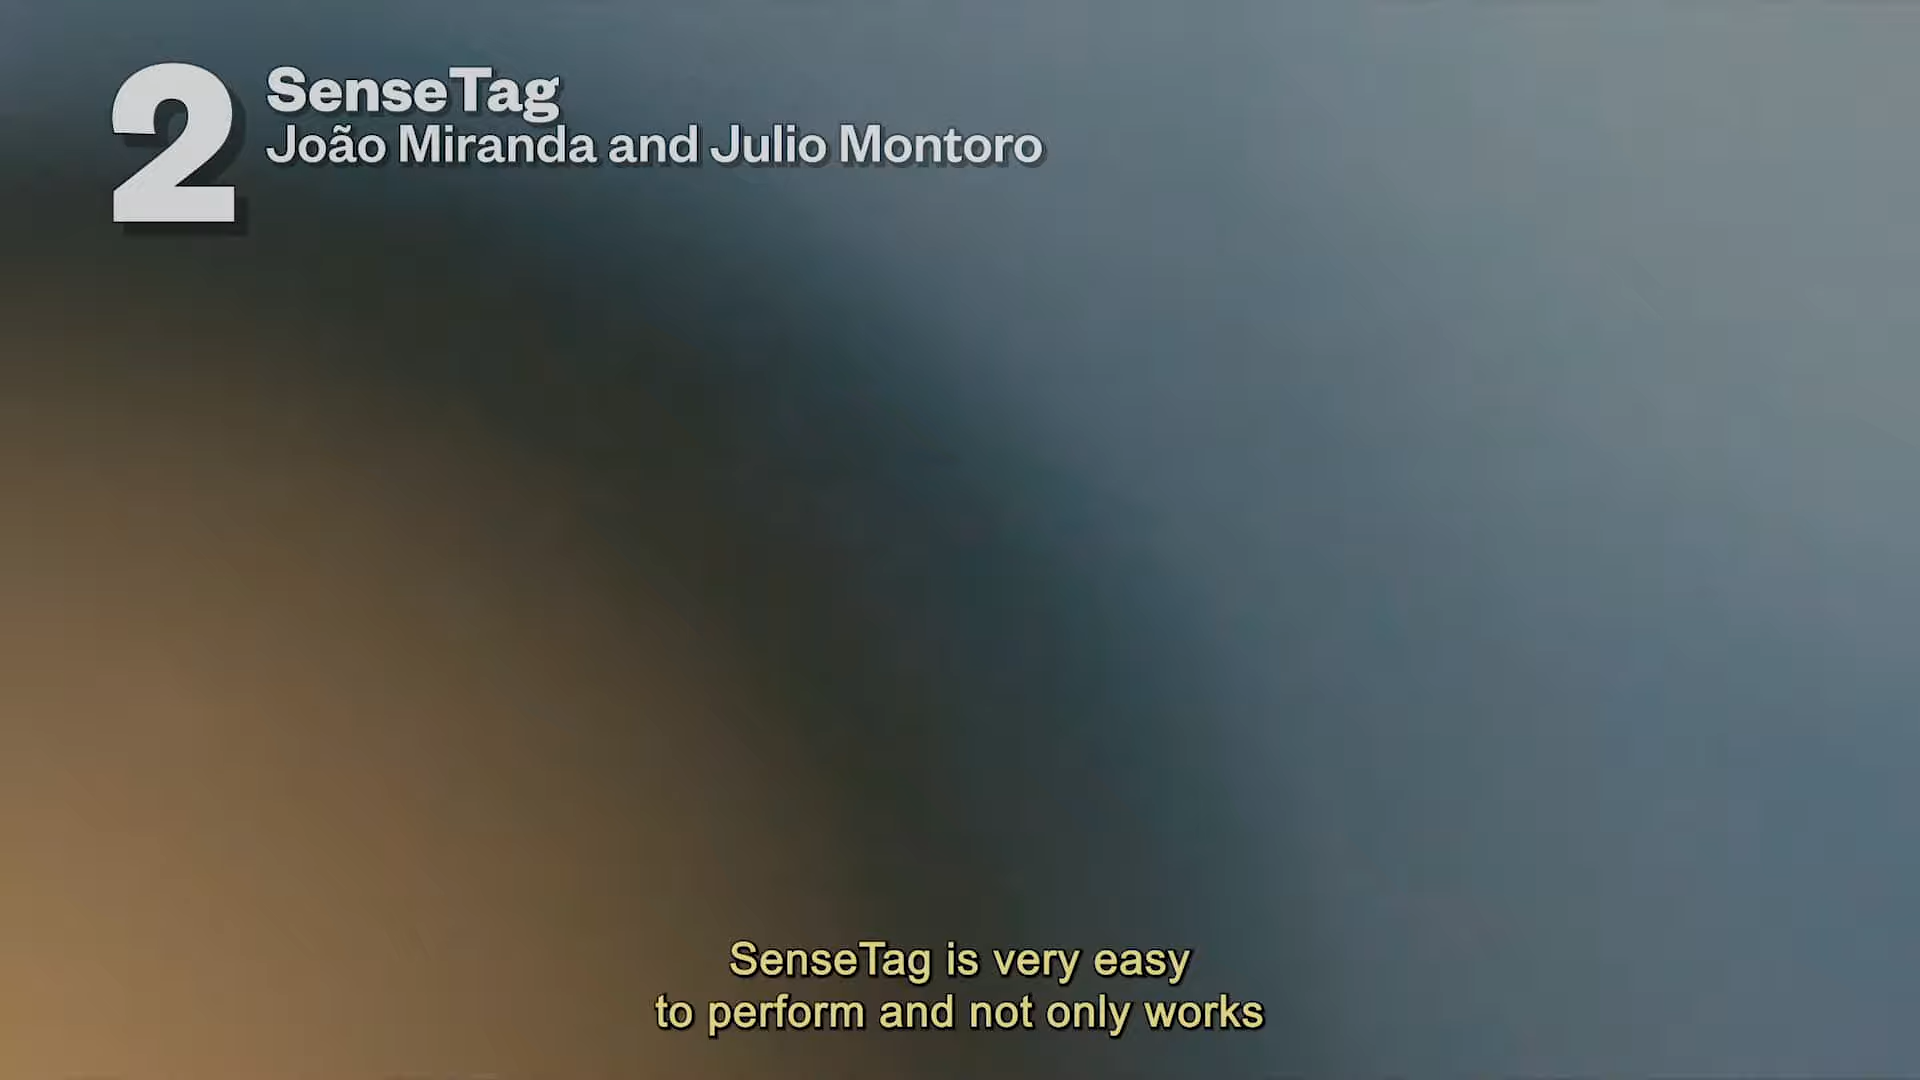 2
SenseTag
João Miranda and Julio Montoro
SenseTag is very easy
to perform and not only works